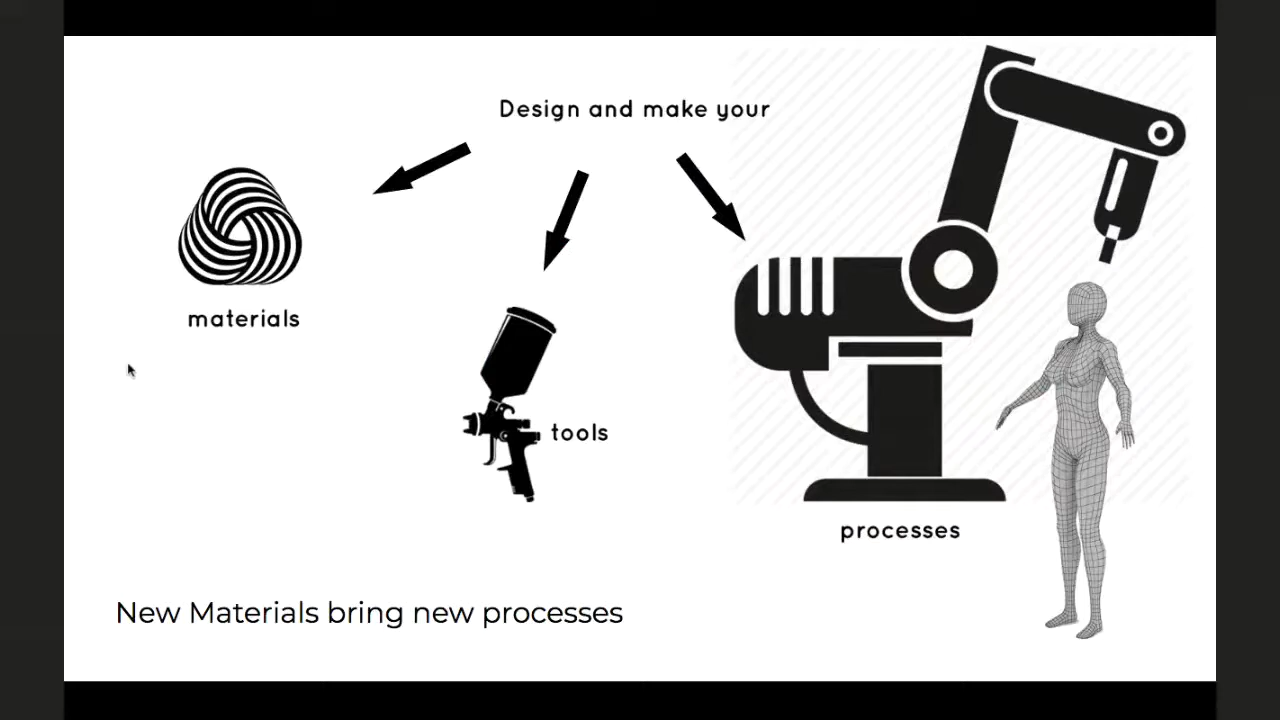 Design and make your
materials
tools
processes
New Materials bring new processes